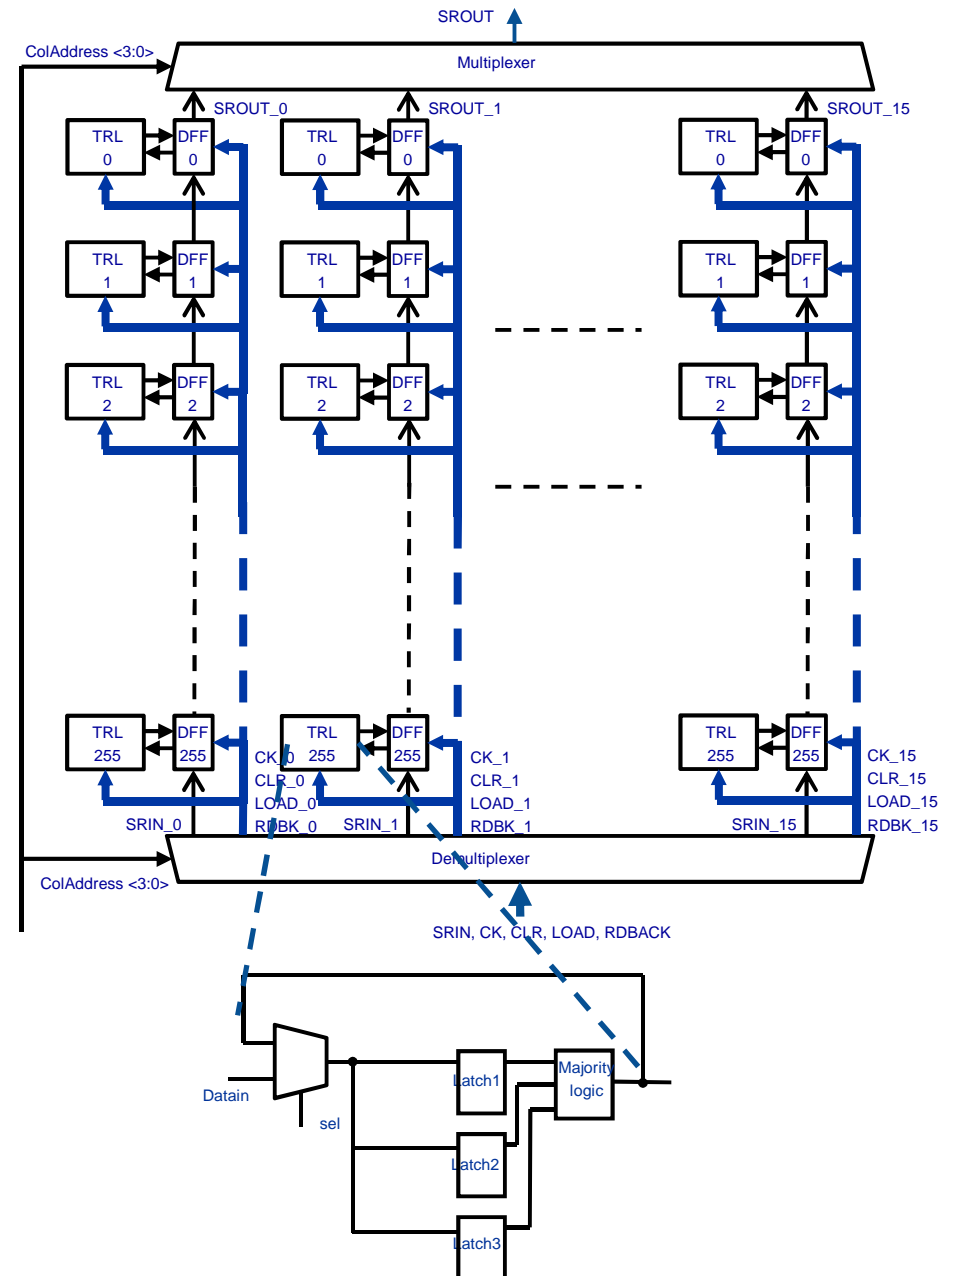 SROUT
ColAddress <3:0>
Multiplexer
SROUT_0
SROUT_1
SROUT_15
TRL
0
DFF
0
TRL
0
DFF
0
TRL
0
DFF
0
TRL
1
DFF
1
TRL
1
DFF
1
TRL
1
DFF
1
TRL
2
DFF
2
TRL
2
DFF
2
TRL
2
DFF
2
TRL
255
DFF
255
TRL
255
DFF
255
TRL
255
DFF
255
CK_0
CLR_0
LOAD_0
RDBK_0
CK_1
CLR_1
LOAD_1
RDBK_1
CK_15
CLR_15
LOAD_15
RDBK_15
SRIN_0
SRIN_1
SRIN_15
Demultiplexer
ColAddress <3:0>
SRIN, CK, CLR, LOAD, RDBACK
Datain
sel
Latch1
Majority
logic
Latch2
Latch3